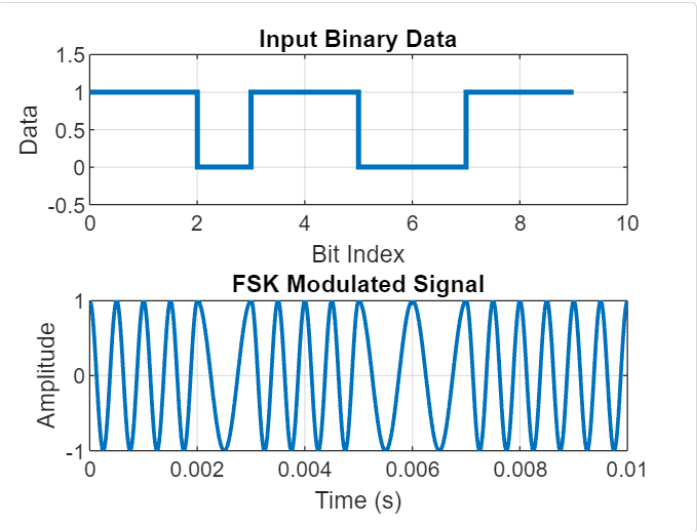 Input Binary Data
1.5
1
0.5
0
-0.5
Data
0 2 4 6 8 10
Bit Index
FSK Modulated Signal
1
0
-1
Amplitude
0 0.002 0.004 0.006 0.008 0.01
Time (s)